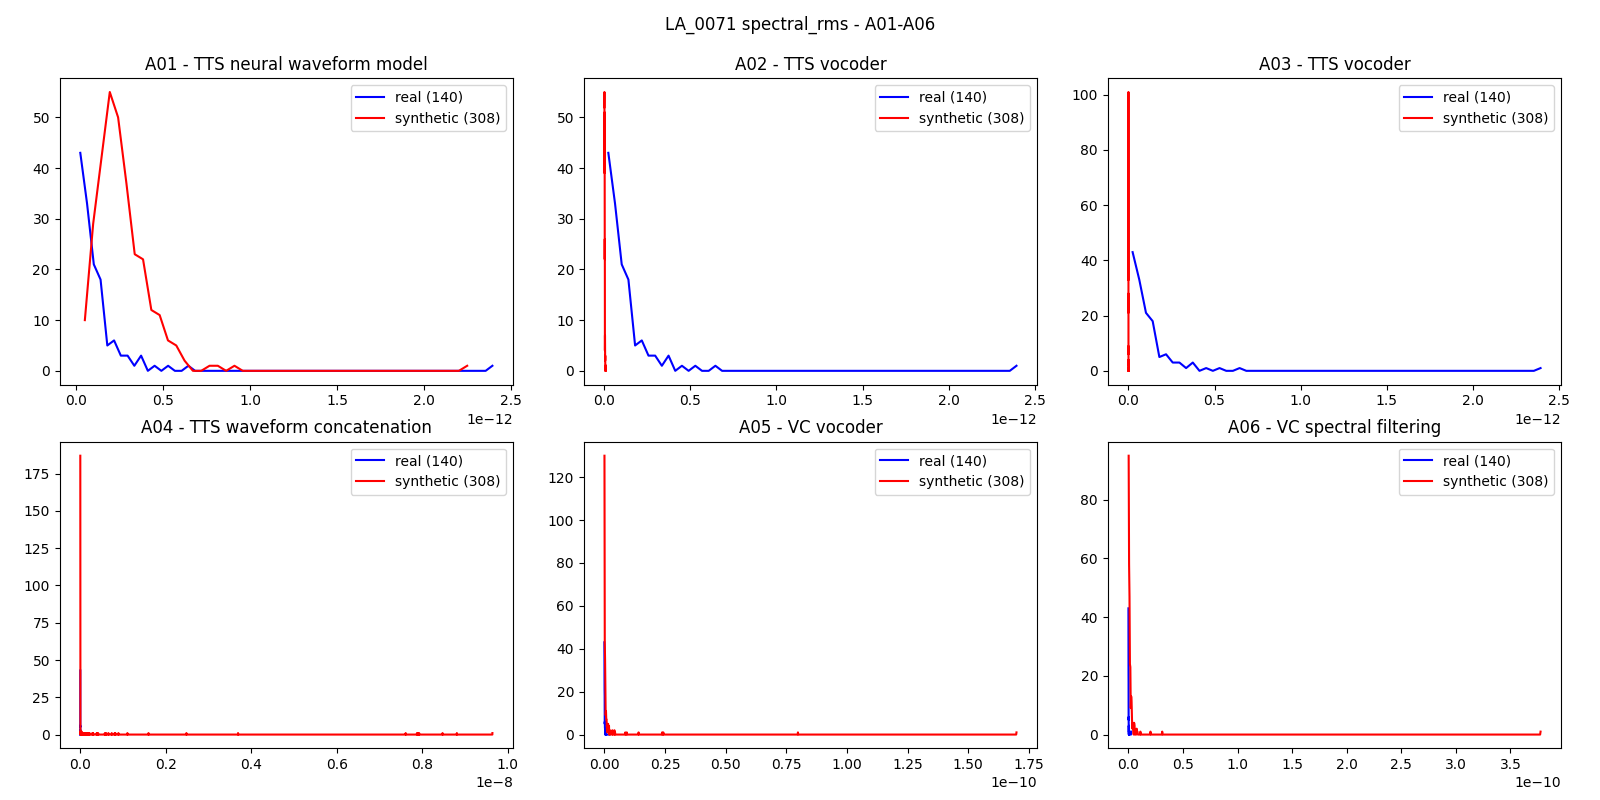 LA_0071 spectral_rms - A01-A06
A01 - TTS neural waveform model
real (140)
synthetic (308)
50
40
30
20
10
0
0.0 0.5 1.0 1.5 2.0 2.5
1e−12
A02 - TTS vocoder
real (140)
synthetic (308)
50
40
30
20
10
0
0.0 0.5 1.0 1.5 2.0 2.5
1e−12
A03 - TTS vocoder
real (140)
synthetic (308)
100
80
60
40
20
0
0.0 0.5 1.0 1.5 2.0 2.5
1e−12
A04 - TTS waveform concatenation
real (140)
synthetic (308)
175
150
125
100
75
50
25
0
0.0 0.2 0.4 0.6 0.8 1.0
1e−8
A05 - VC vocoder
real (140)
synthetic (308)
120
100
80
60
40
20
0
0.00 0.25 0.50 0.75 1.00 1.25 1.50 1.75
1e−10
A06 - VC spectral filtering
real (140)
synthetic (308)
80
60
40
20
0
0.0 0.5 1.0 1.5 2.0 2.5 3.0 3.5
1e−10